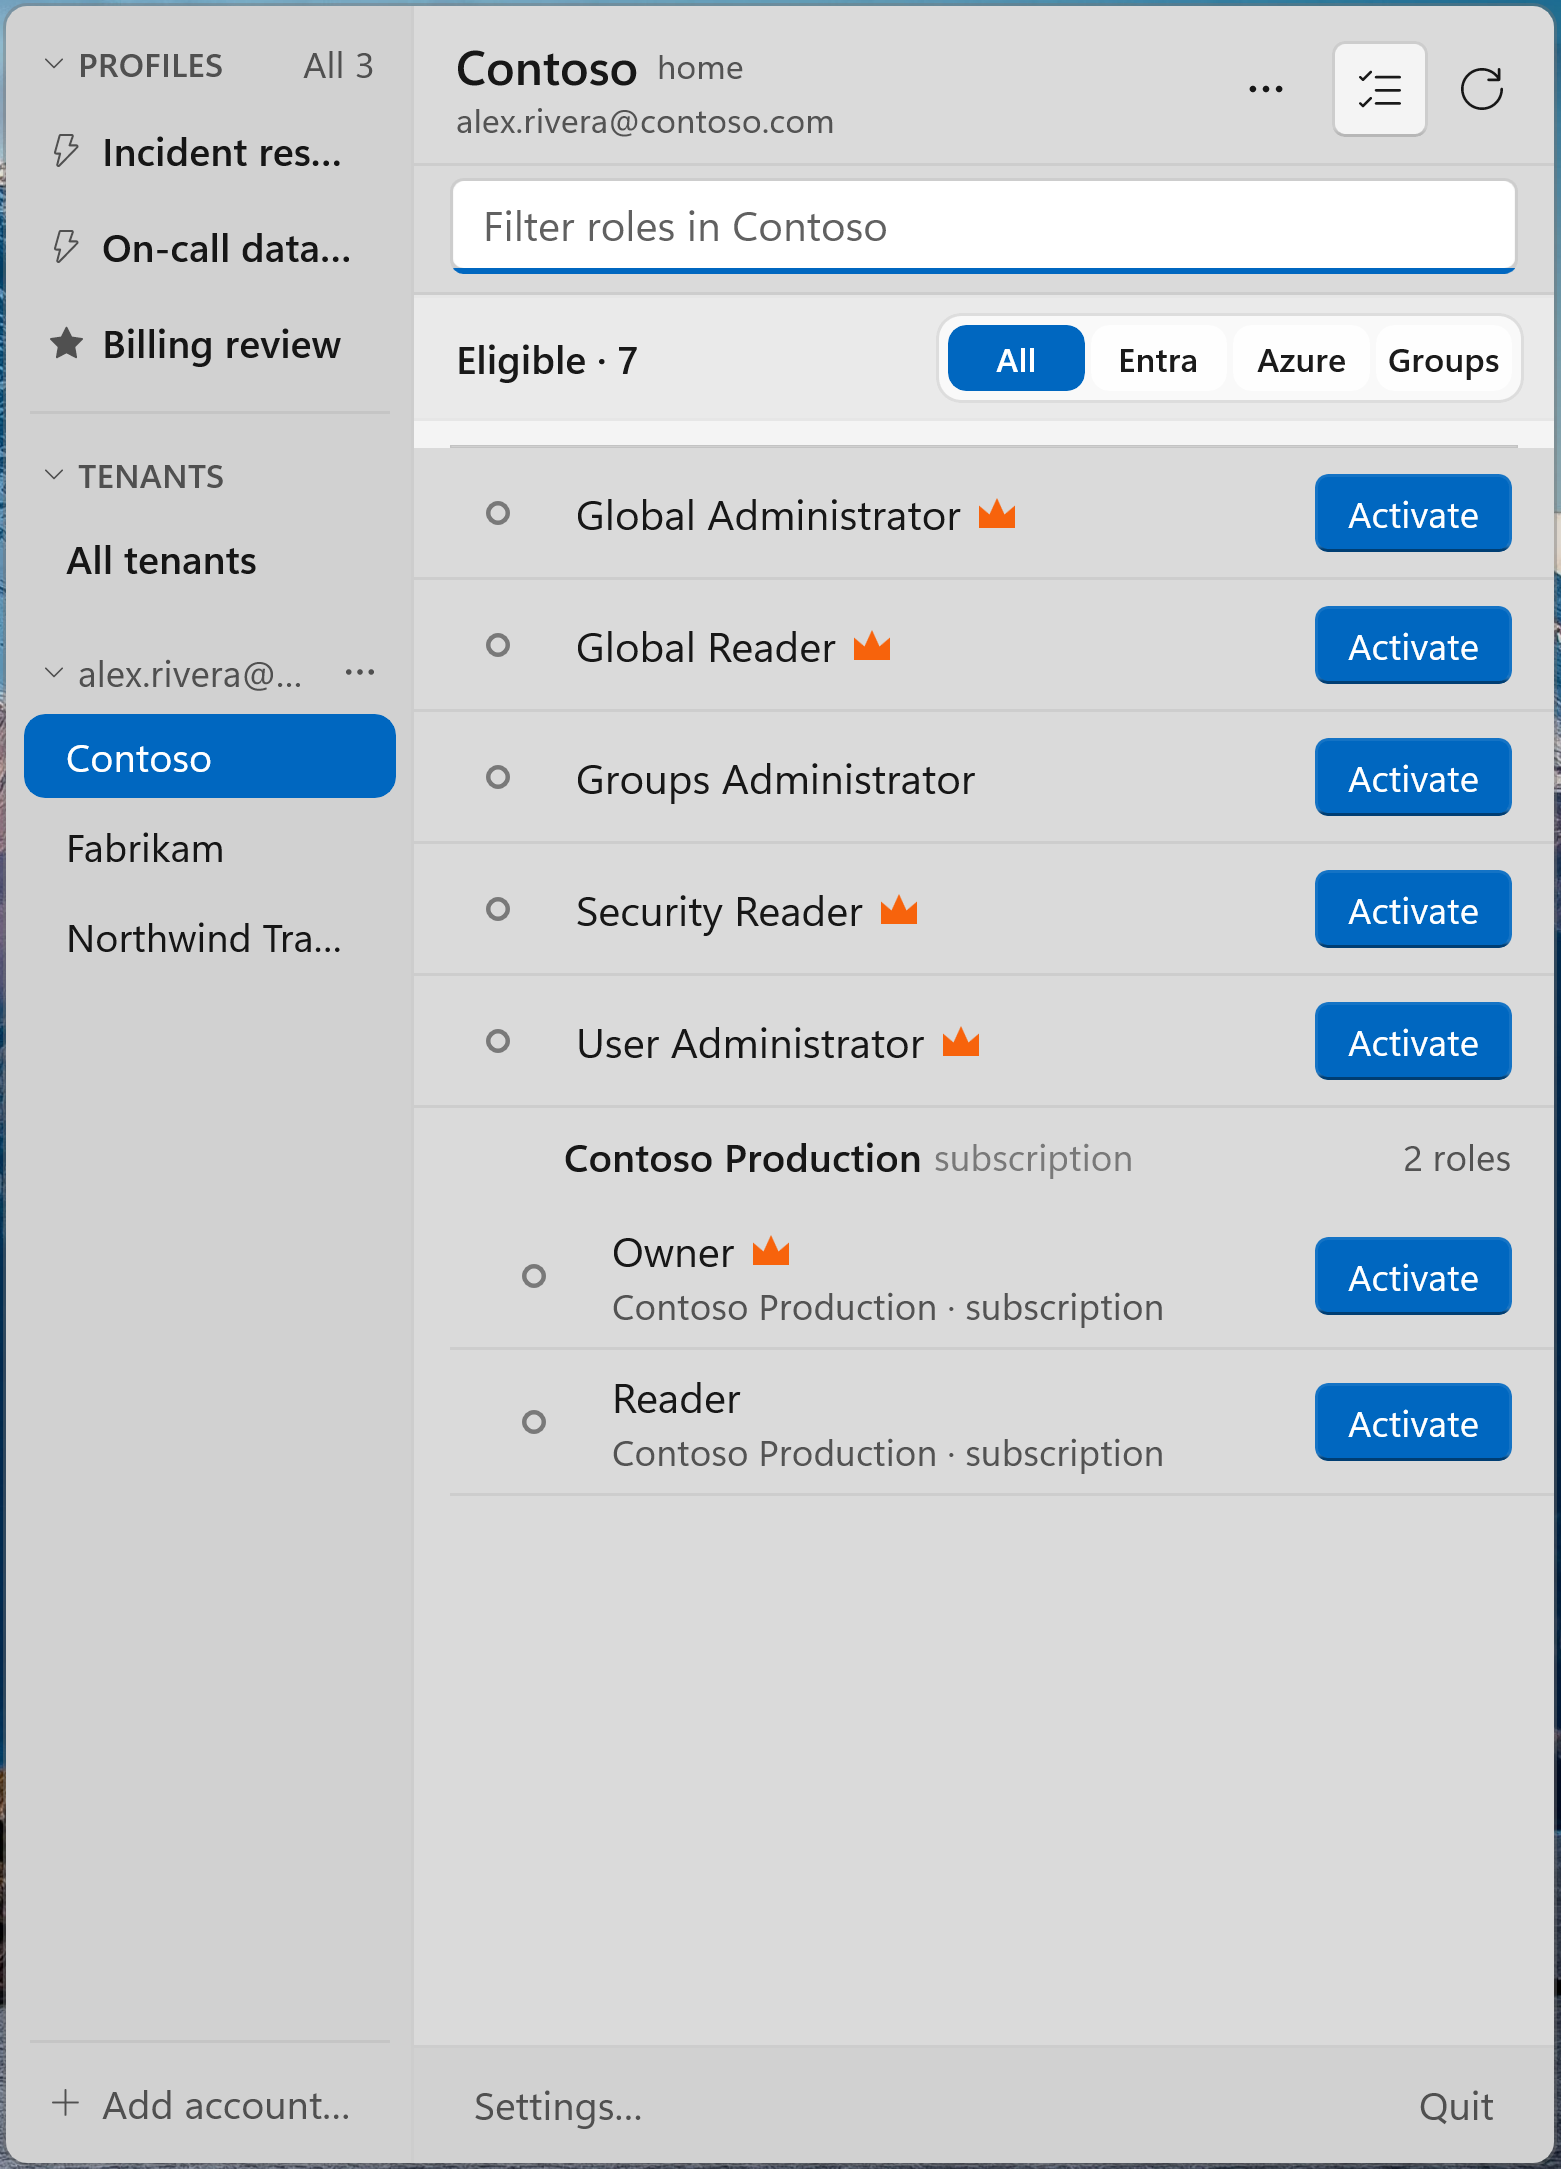 PROFILES All 3
Incident res...
On-call data...
Billing review
TENANTS
All tenants
alex.rivera@... ...
Contoso
Fabrikam
Northwind Tra...
Add account...
Contoso home
alex.rivera@contoso.com
Filter roles in Contoso
Eligible · 7 All Entra Azure Groups
Global Administrator Activate
Global Reader Activate
Groups Administrator Activate
Security Reader Activate
User Administrator Activate
Contoso Production subscription 2 roles
Owner Activate
Contoso Production · subscription
Reader Activate
Contoso Production · subscription
Settings... Quit